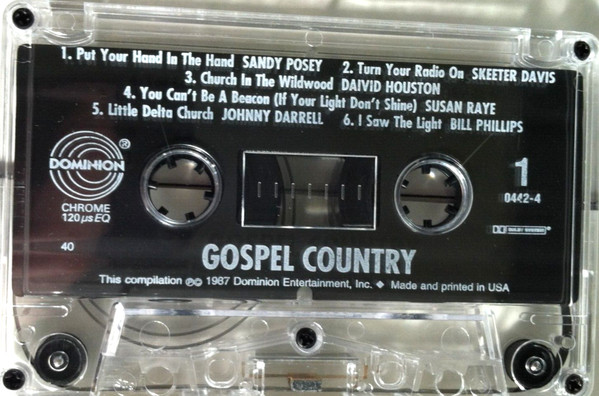 1. Put Your Hand In The Hand SANDY POSEY 2. Turn Your Radio On SKEETER DAVIS
3. Church In The Wildwood DAIVID HOUSTON
4. You Can't Be A Beacon (If Your Light Don't Shine) SUSAN RAYE
5. Little Delta Church JOHNNY DARRELL 6. I Saw The Light BILL PHILLIPS
DOMINION®
CHROME
120 µs EQ
1
0442-4
DOLBY SYSTEM®
40
GOSPEL COUNTRY
This compilation ℗© 1987 Dominion Entertainment, Inc. ◆ Made and printed in USA